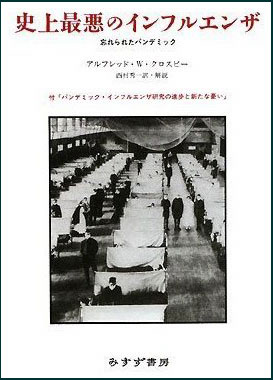 史上最悪のインフルエンザ
忘れられたパンデミック
アルフレッド・W・クロスビー
西村秀一 訳・解説
付「パンデミック・インフルエンザ研究の進歩と新たな憂い」
みすず書房